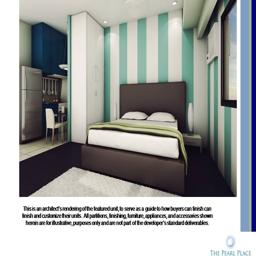 This is an architect's rendering of the featured unit, to serve as a guide to how buyers can finish can
finish and customize their units. All partitions, finishing, furniture, appliances, and accessories shown
herein are for illustrative, purposes only and are not part of the developer's standard deliverables.
THE PEARL PLACE